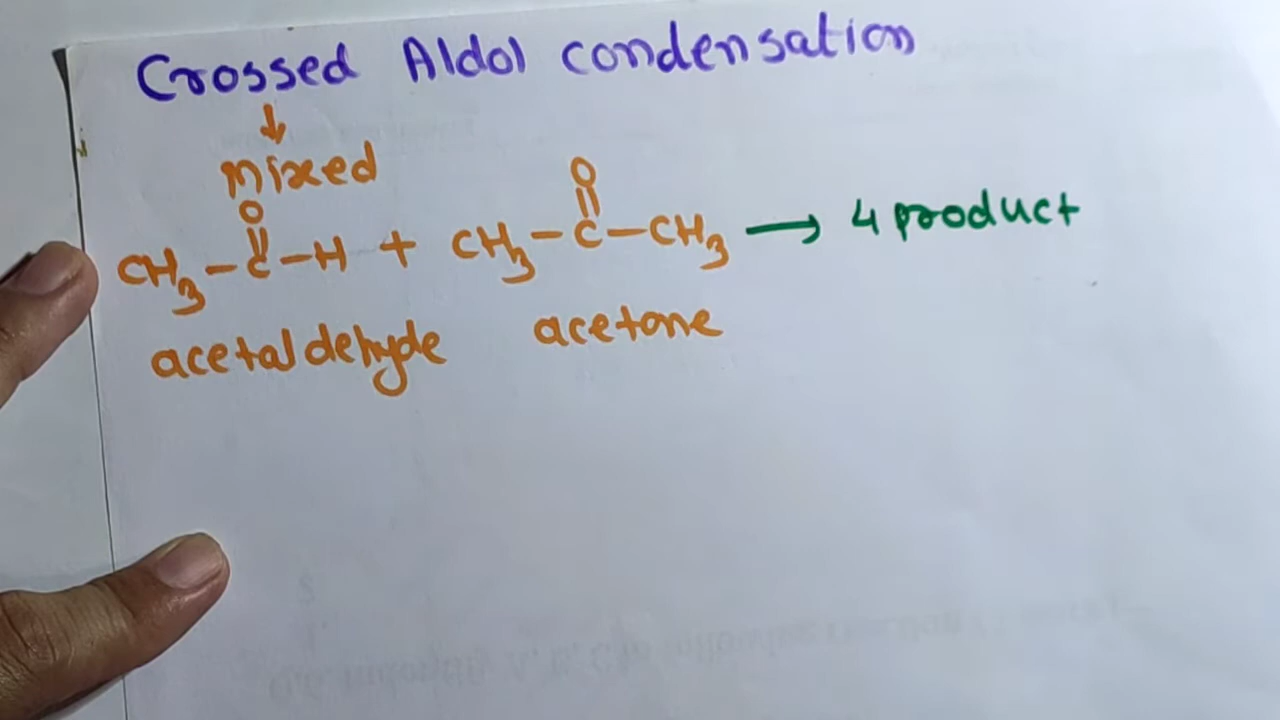 Crossed Aldol condensation
↓
mixed
O O
|| ||
CH3-C-H + CH3-C-CH3 → 4 product
acetaldehyde acetone